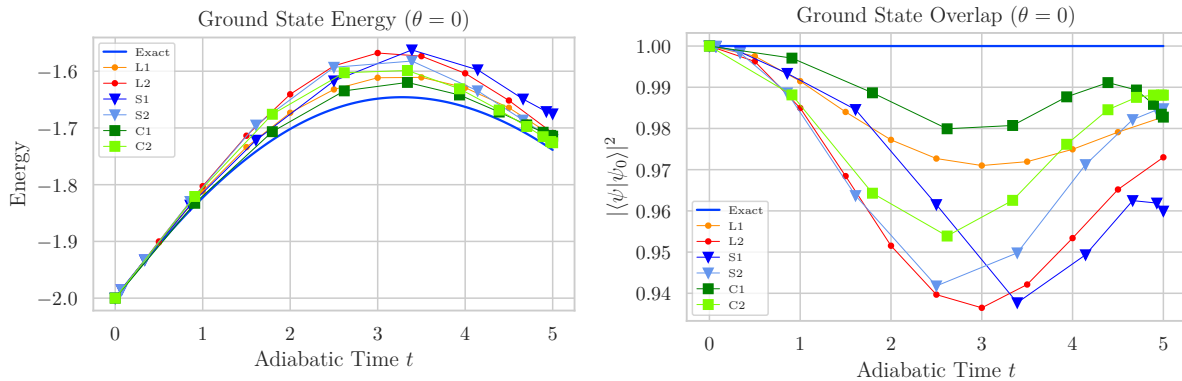 Ground State Energy (θ = 0)
Energy
−1.6
−1.7
−1.8
−1.9
−2.0
Exact
L1
L2
S1
S2
C1
C2
0 1 2 3 4 5
Adiabatic Time t
Ground State Overlap (θ = 0)
|⟨ψ|ψ₀⟩|²
1.00
0.99
0.98
0.97
0.96
0.95
0.94
Exact
L1
L2
S1
S2
C1
C2
0 1 2 3 4 5
Adiabatic Time t